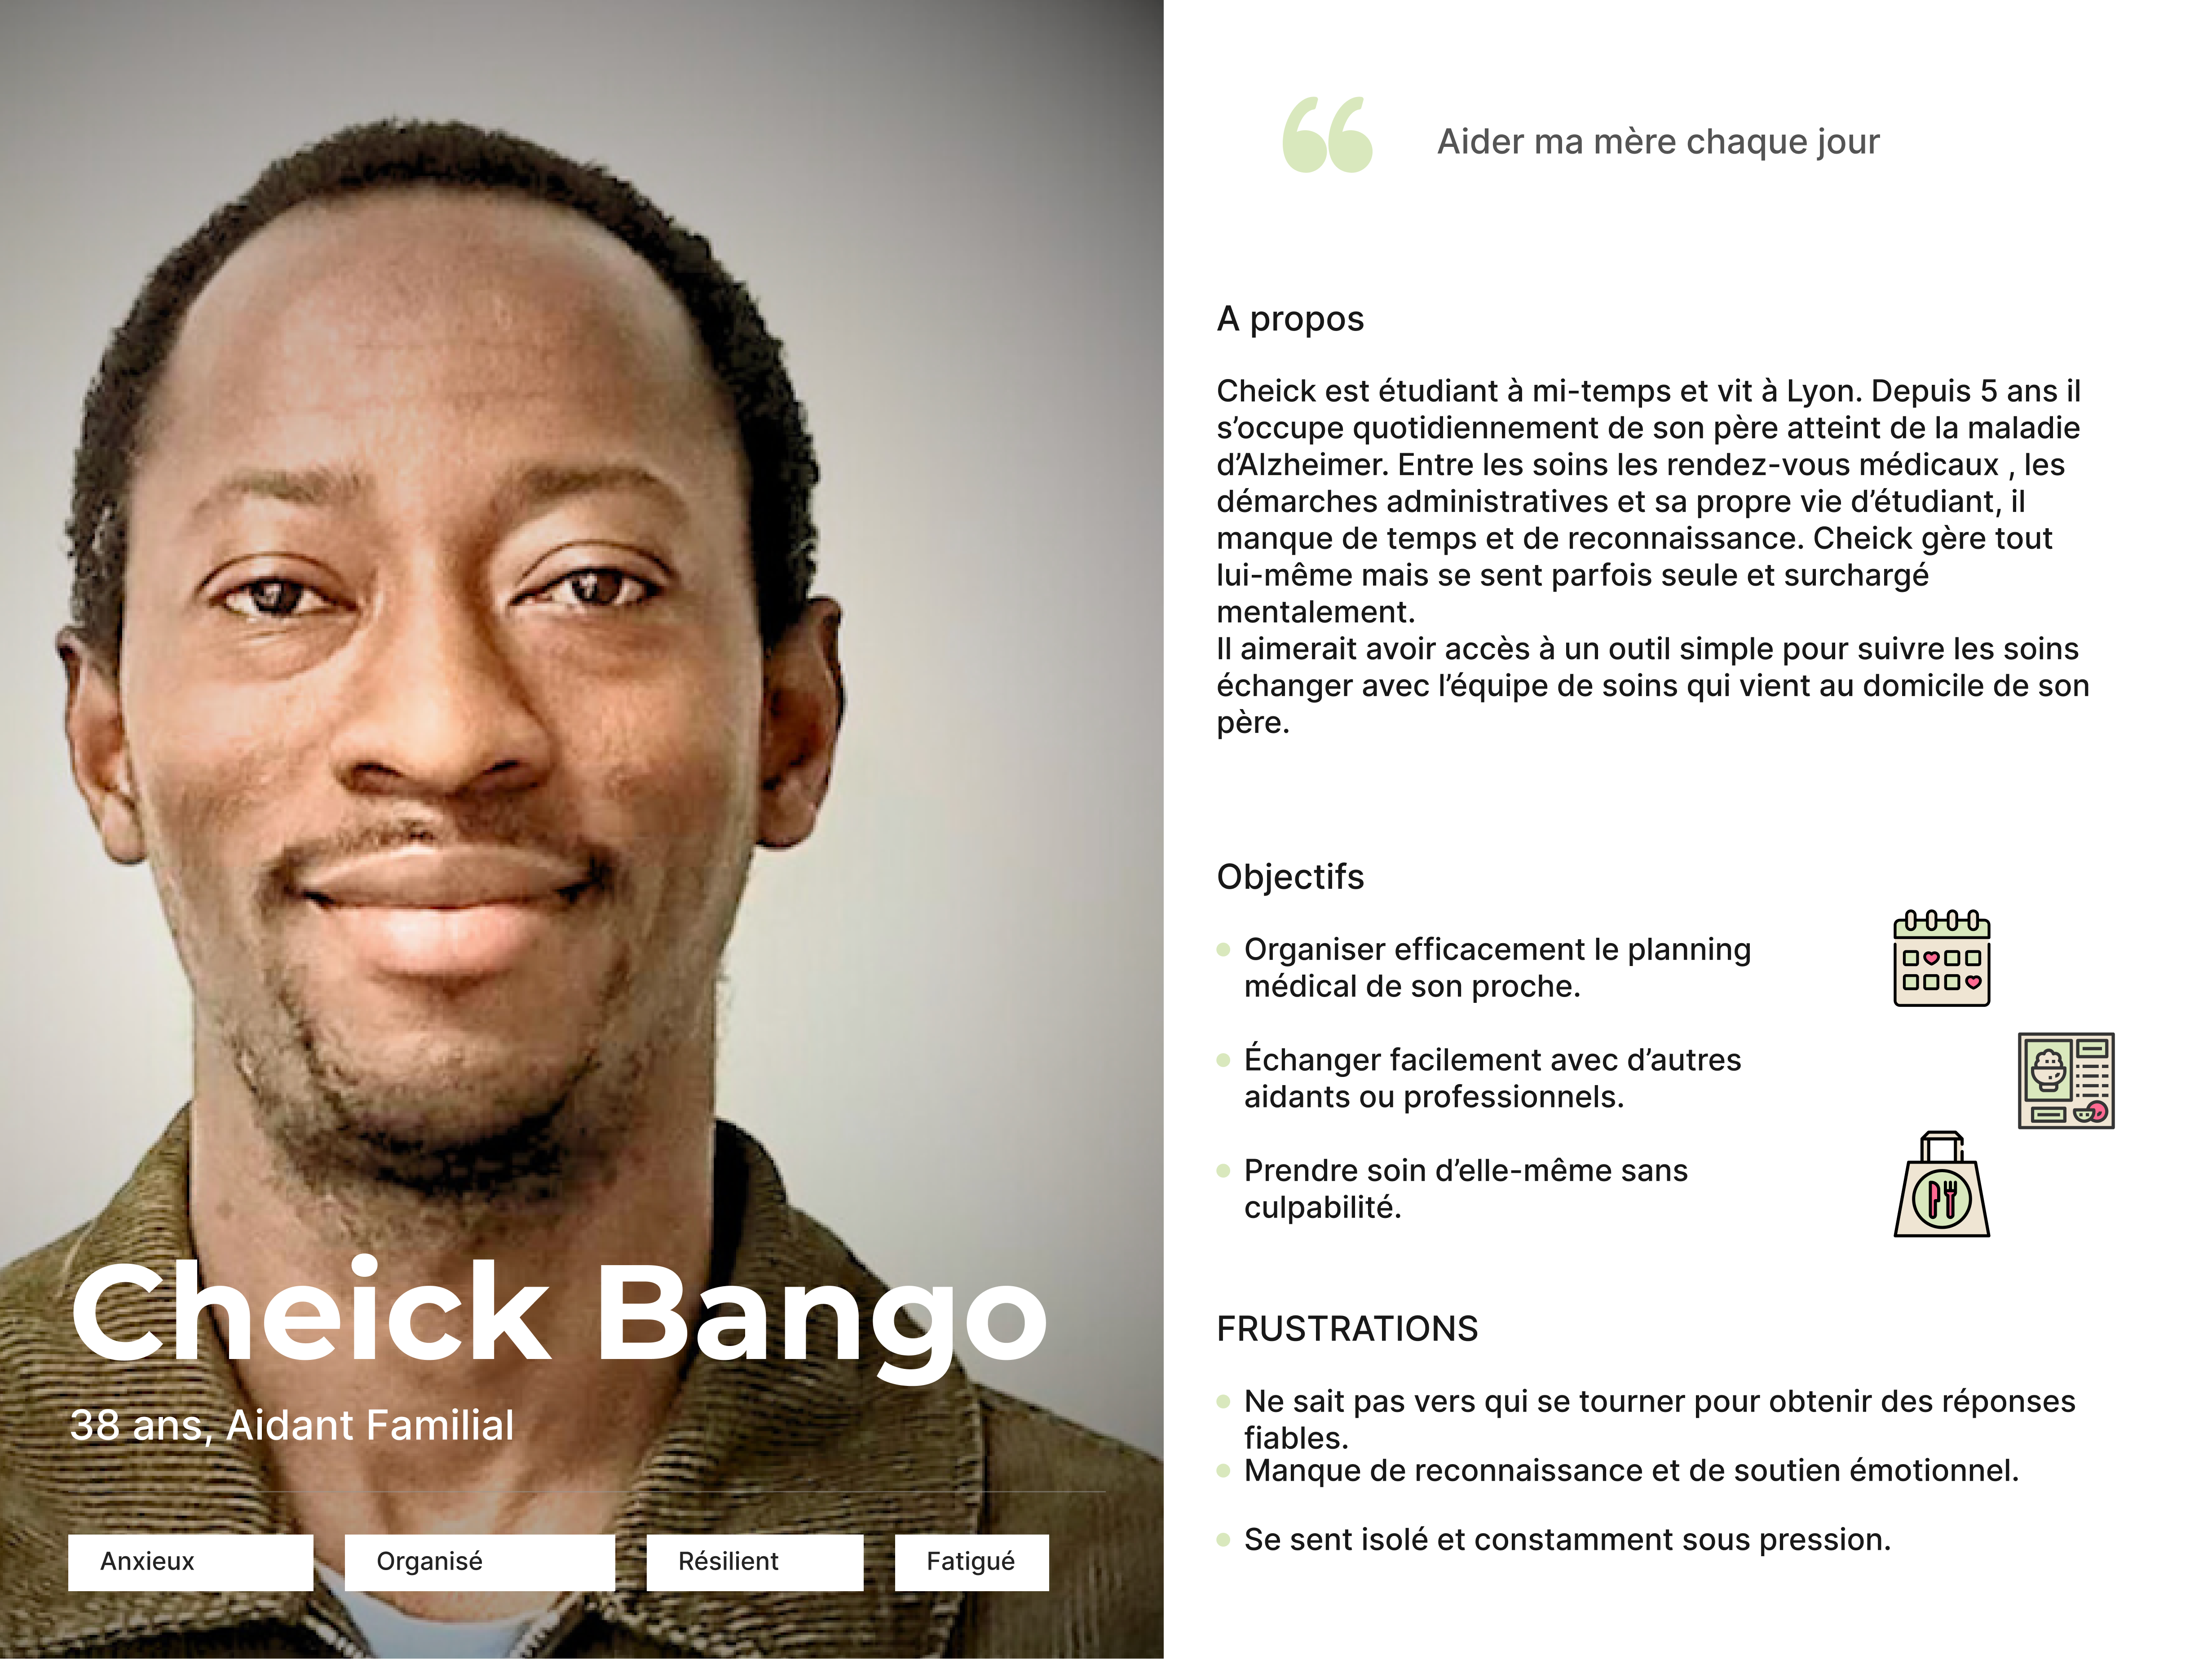 Cheick Bango
38 ans, Aidant Familial
Anxieux
Organisé
Résilient
Fatigué
Aider ma mère chaque jour
A propos
Cheick est étudiant à mi-temps et vit à Lyon. Depuis 5 ans il
s’occupe quotidiennement de son père atteint de la maladie
d’Alzheimer. Entre les soins les rendez-vous médicaux , les
démarches administratives et sa propre vie d’étudiant, il
manque de temps et de reconnaissance. Cheick gère tout
lui-même mais se sent parfois seule et surchargé
mentalement.
Il aimerait avoir accès à un outil simple pour suivre les soins
échanger avec l’équipe de soins qui vient au domicile de son
père.
Objectifs
Organiser efficacement le planning
médical de son proche.
Échanger facilement avec d’autres
aidants ou professionnels.
Prendre soin d’elle-même sans
culpabilité.
FRUSTRATIONS
Ne sait pas vers qui se tourner pour obtenir des réponses
fiables.
Manque de reconnaissance et de soutien émotionnel.
Se sent isolé et constamment sous pression.